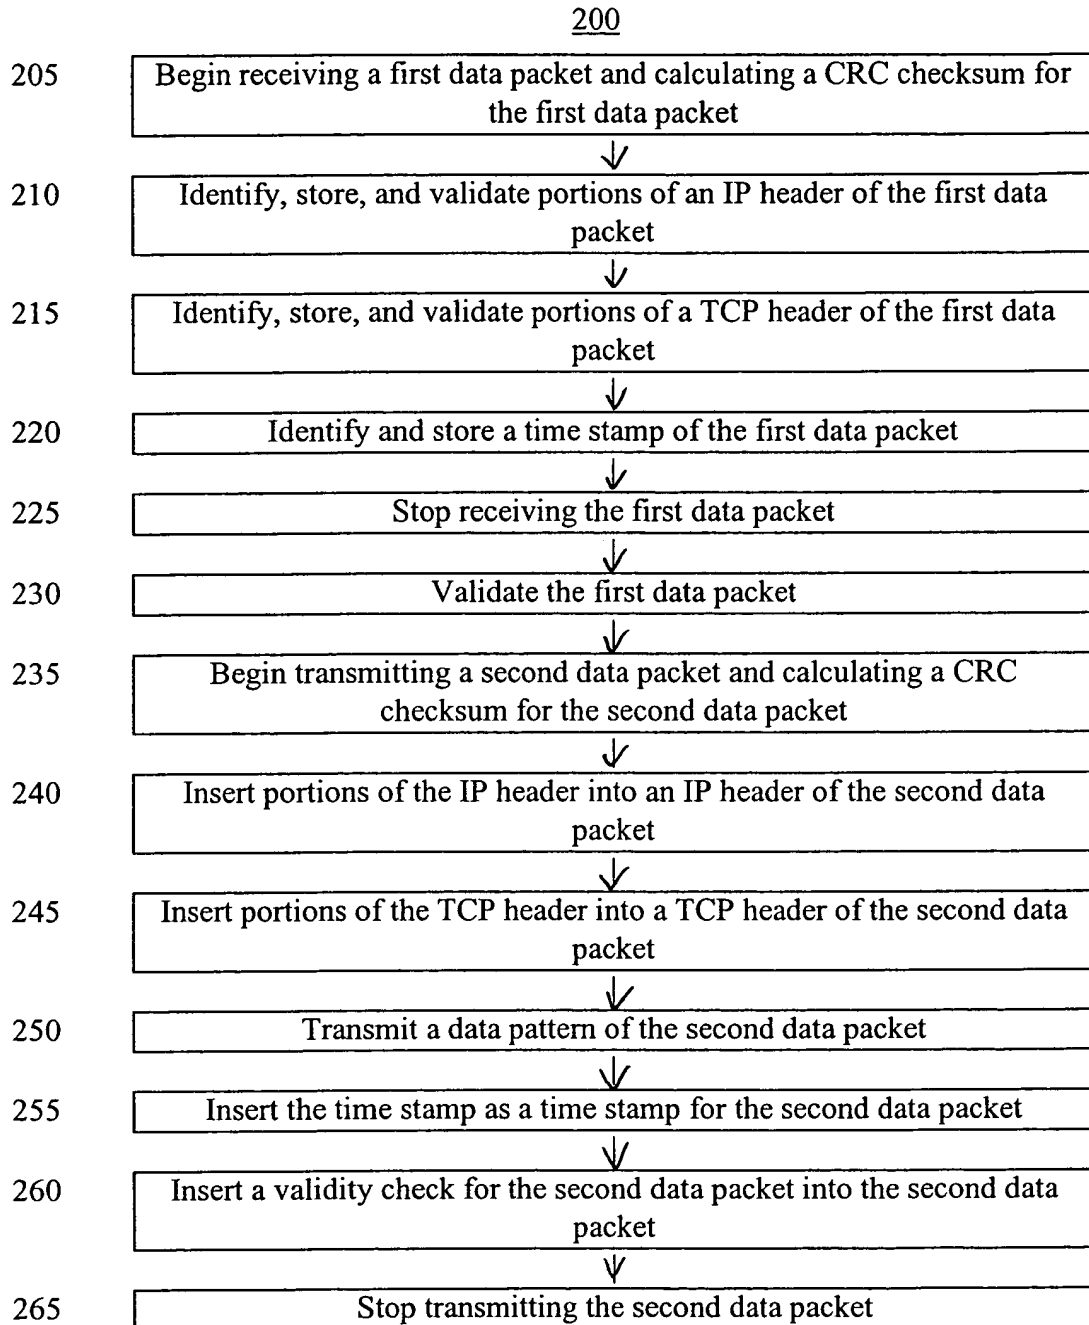 200
205 Begin receiving a first data packet and calculating a CRC checksum for
the first data packet
210 Identify, store, and validate portions of an IP header of the first data
packet
215 Identify, store, and validate portions of a TCP header of the first data
packet
220 Identify and store a time stamp of the first data packet
225 Stop receiving the first data packet
230 Validate the first data packet
235 Begin transmitting a second data packet and calculating a CRC
checksum for the second data packet
240 Insert portions of the IP header into an IP header of the second data
packet
245 Insert portions of the TCP header into a TCP header of the second data
packet
250 Transmit a data pattern of the second data packet
255 Insert the time stamp as a time stamp for the second data packet
260 Insert a validity check for the second data packet into the second data
packet
265 Stop transmitting the second data packet